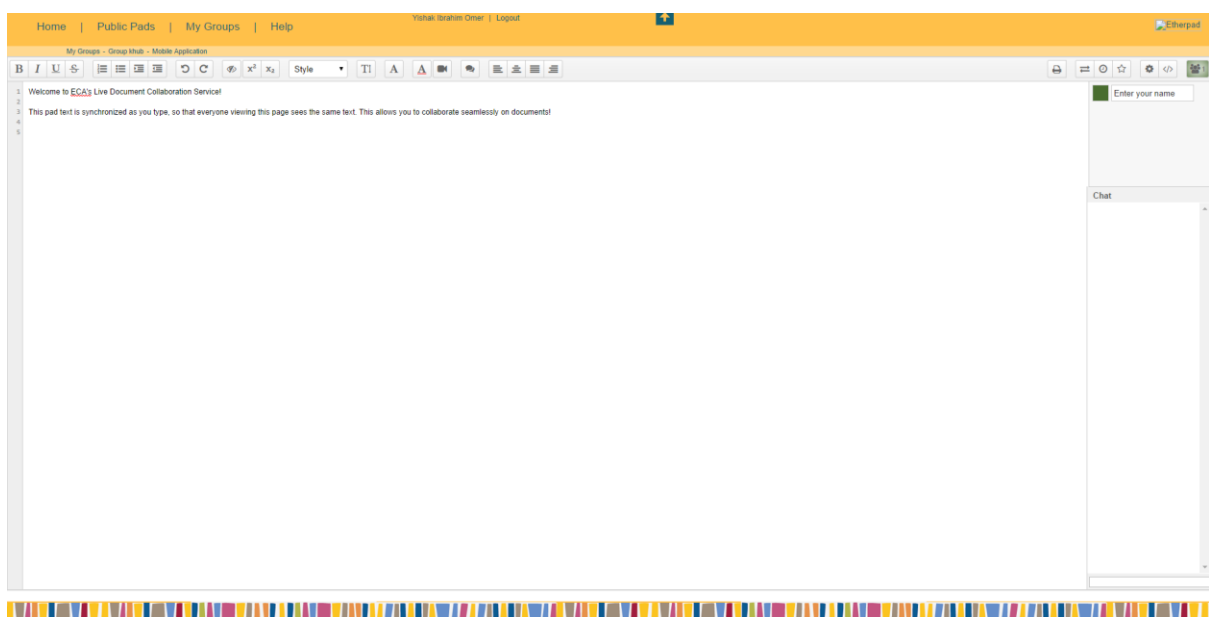 Yishak Ibrahim Omer | Logout
Home | Public Pads | My Groups | Help
Etherpad
My Groups - Group khub - Mobile Application
B I U S x² x₂ Style T! A A
1 Welcome to ECA's Live Document Collaboration Service!
2
3 This pad text is synchronized as you type, so that everyone viewing this page sees the same text. This allows you to collaborate seamlessly on documents!
4
5
Enter your name
Chat